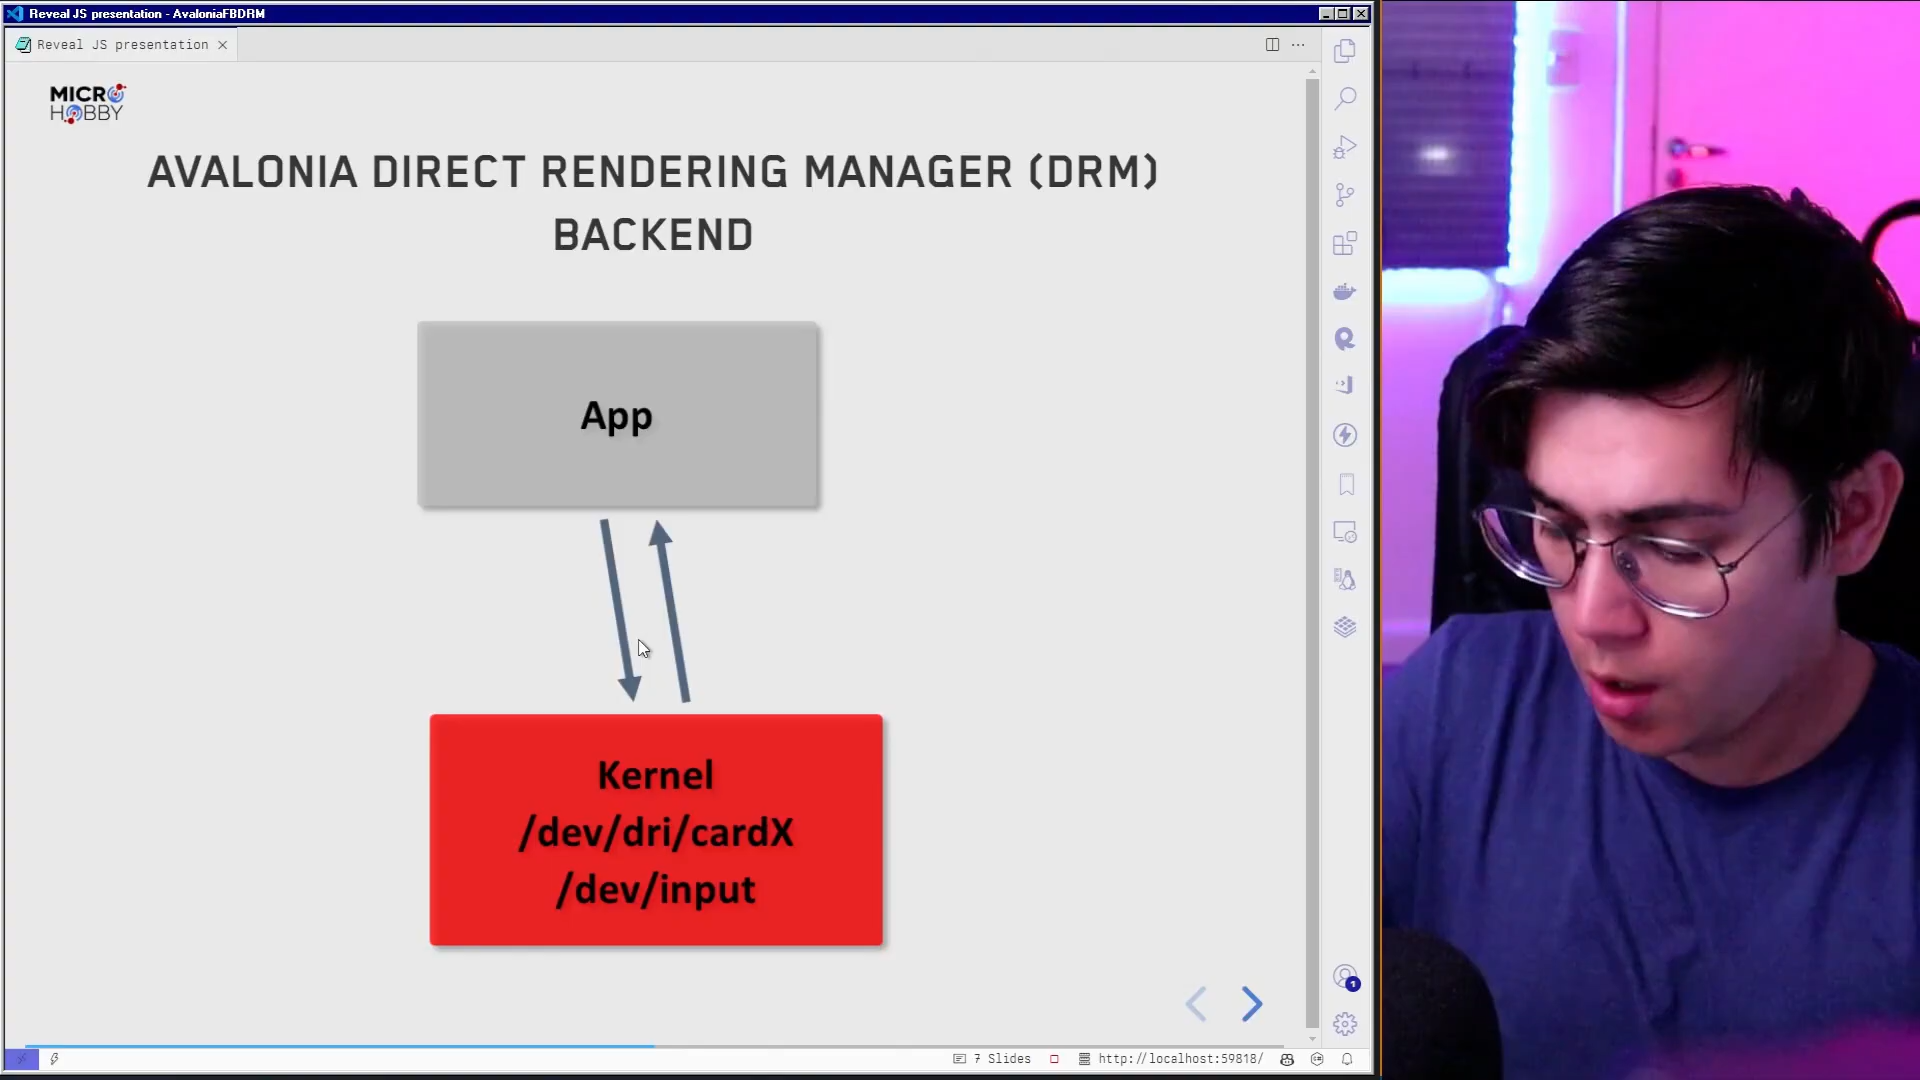 Reveal JS presentation - AvaloniaFBDRM
Reveal JS presentation
MICRO
HOBBY
AVALONIA DIRECT RENDERING MANAGER (DRM)
BACKEND
App
Kernel
/dev/dri/cardX
/dev/input
1
7 Slides
http://localhost:59818/